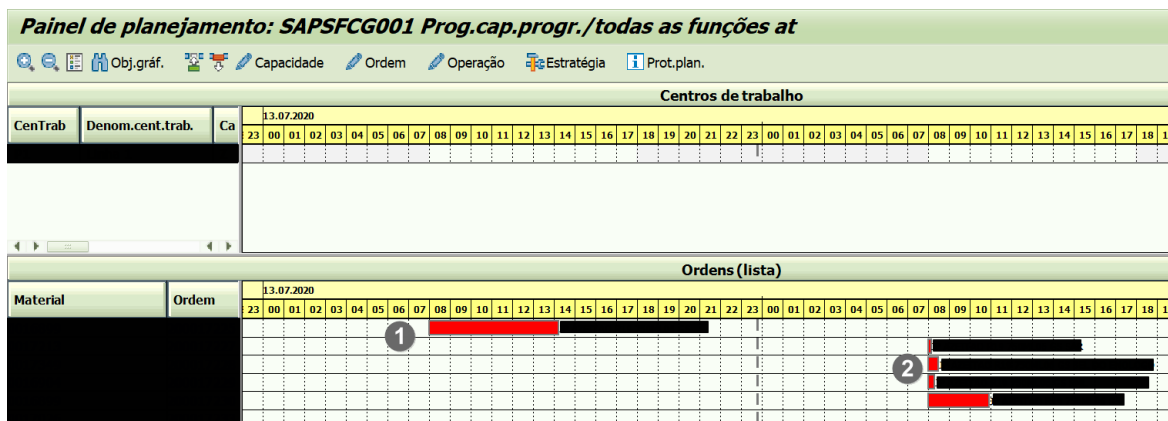 Painel de planejamento: SAPSFCG001 Prog.cap.progr./todas as funções at
Obj.gráf. Capacidade Ordem Operação Estratégia Prot.plan.
Centros de trabalho
CenTrab Denom.cent.trab. Ca
13.07.2020
23 00 01 02 03 04 05 06 07 08 09 10 11 12 13 14 15 16 17 18 19 20 21 22 23 00 01 02 03 04 05 06 07 08 09 10 11 12 13 14 15 16 17 18 1
Ordens (lista)
Material Ordem
13.07.2020
23 00 01 02 03 04 05 06 07 08 09 10 11 12 13 14 15 16 17 18 19 20 21 22 23 00 01 02 03 04 05 06 07 08 09 10 11 12 13 14 15 16 17 18 1
1
2